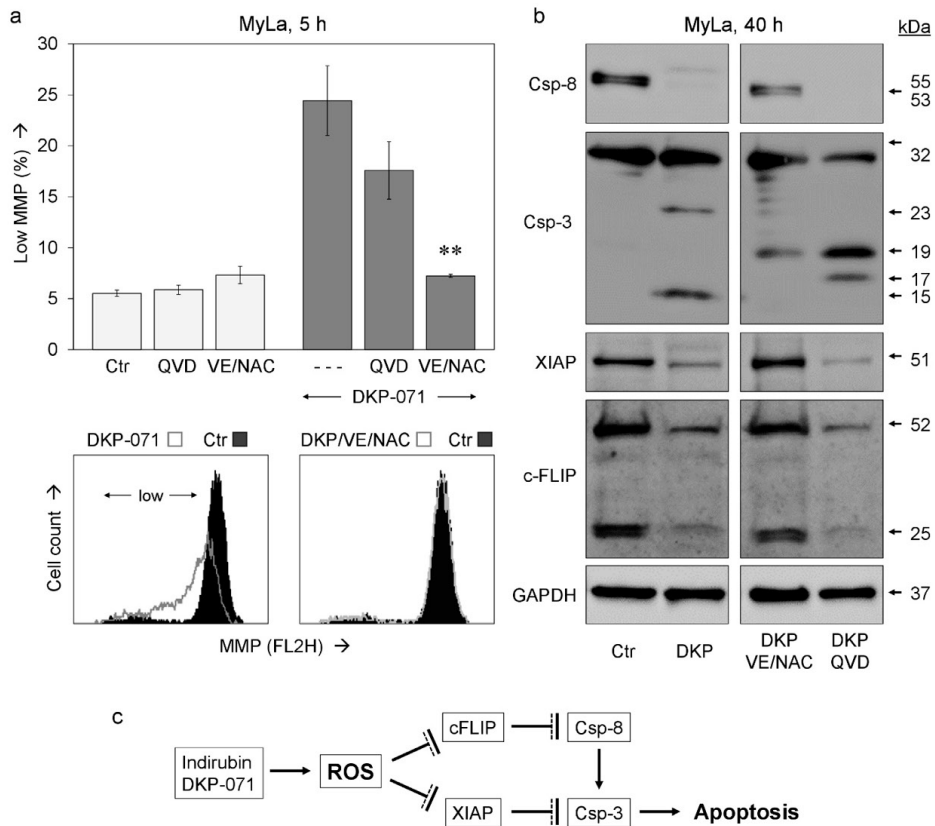 a
MyLa, 5 h
30
25
20
15
10
5
0
Low MMP (%) →
**
Ctr QVD VE/NAC --- QVD VE/NAC
DKP-071
DKP-071 Ctr
low
DKP/VE/NAC Ctr
Cell count →
MMP (FL2H) →
b
MyLa, 40 h
kDa
Csp-8
55
53
Csp-3
32
23
19
17
15
XIAP
51
c-FLIP
52
25
GAPDH
37
Ctr DKP DKP VE/NAC DKP QVD
c
Indirubin
DKP-071
ROS
cFLIP
Csp-8
XIAP
Csp-3
Apoptosis